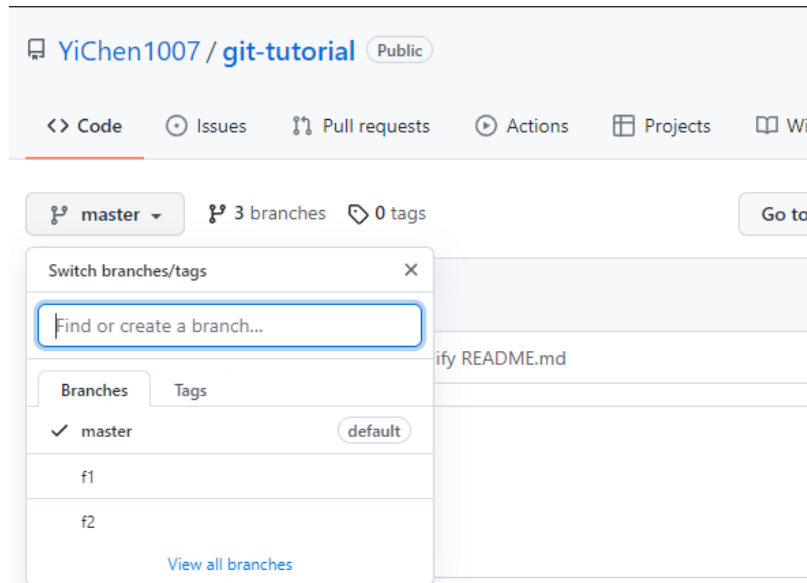 YiChen1007 / git-tutorial Public
<> Code Issues Pull requests Actions Projects
master 3 branches 0 tags Go to
Switch branches/tags
Find or create a branch...
ify README.md
Branches Tags
master default
f1
f2
View all branches